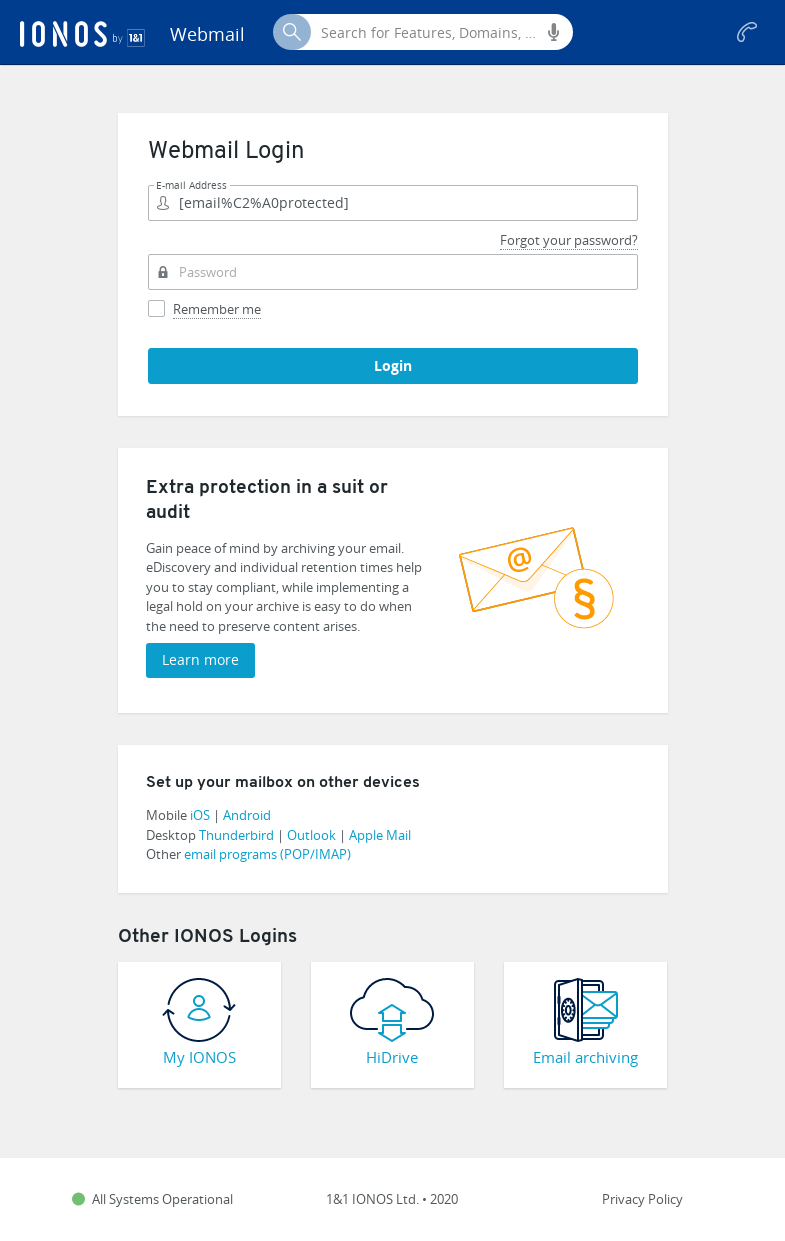 IONOS by 1&1
Webmail
Search for Features, Domains, ...
Webmail Login
E-mail Address
[email%C2%A0protected]
Forgot your password?
Password
Remember me
Login
Extra protection in a suit or
audit
Gain peace of mind by archiving your email.
eDiscovery and individual retention times help
you to stay compliant, while implementing a
legal hold on your archive is easy to do when
the need to preserve content arises.
Learn more
@
§
Set up your mailbox on other devices
Mobile iOS | Android
Desktop Thunderbird | Outlook | Apple Mail
Other email programs (POP/IMAP)
Other IONOS Logins
My IONOS
HiDrive
Email archiving
All Systems Operational
1&1 IONOS Ltd. • 2020
Privacy Policy